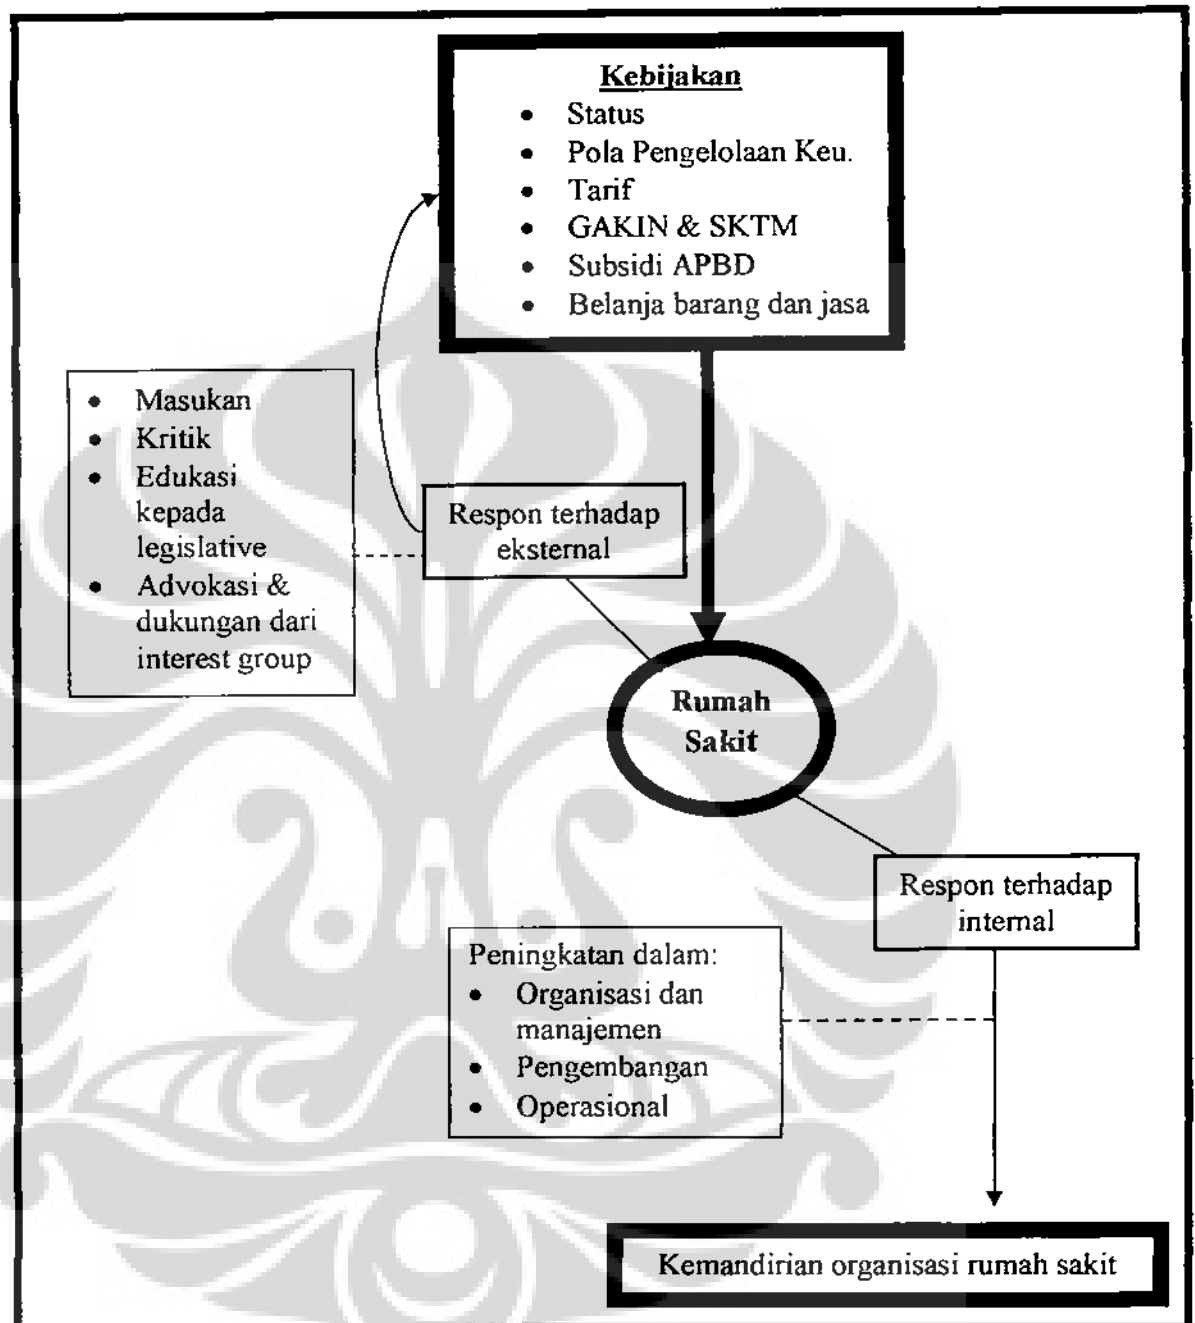 Kebijakan
• Status
• Pola Pengelolaan Keu.
• Tarif
• GAKIN & SKTM
• Subsidi APBD
• Belanja barang dan jasa
• Masukan
• Kritik
• Edukasi
kepada
legislative
• Advokasi &
dukungan dari
interest group
Respon terhadap
eksternal
Rumah
Sakit
Respon terhadap
internal
Peningkatan dalam:
• Organisasi dan
manajemen
• Pengembangan
• Operasional
Kemandirian organisasi rumah sakit